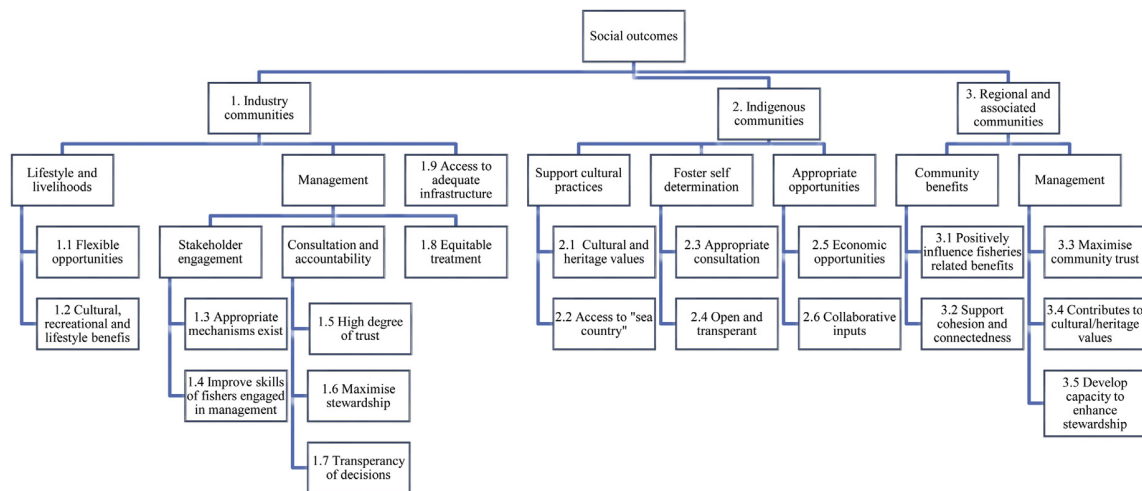 Social outcomes
1. Industry
communities
2. Indigenous
communities
3. Regional and
associated
communities
Lifestyle and
livelihoods
Management
1.9 Access to
adequate
infrastructure
Support cultural
practices
Foster self
determination
Appropriate
opportunities
Community
benefits
Management
1.1 Flexible
opportunities
Stakeholder
engagement
Consultation and
accountability
1.8 Equitable
treatment
2.1 Cultural and
heritage values
2.3 Appropriate
consultation
2.5 Economic
opportunities
3.1 Positively
influence fisheries
related benefits
3.3 Maximise
community trust
1.2 Cultural,
recreational and
lifestyle benefis
1.3 Appropriate
mechanisms exist
1.5 High degree
of trust
2.2 Access to "sea
country"
2.4 Open and
transperant
2.6 Collaborative
inputs
3.2 Support
cohesion and
connectedness
3.4 Contributes to
cultural/heritage
values
1.4 Improve skills
of fishers engaged
in management
1.6 Maximise
stewardship
3.5 Develop
capacity to
enhance
stewardship
1.7 Transperancy
of decisions